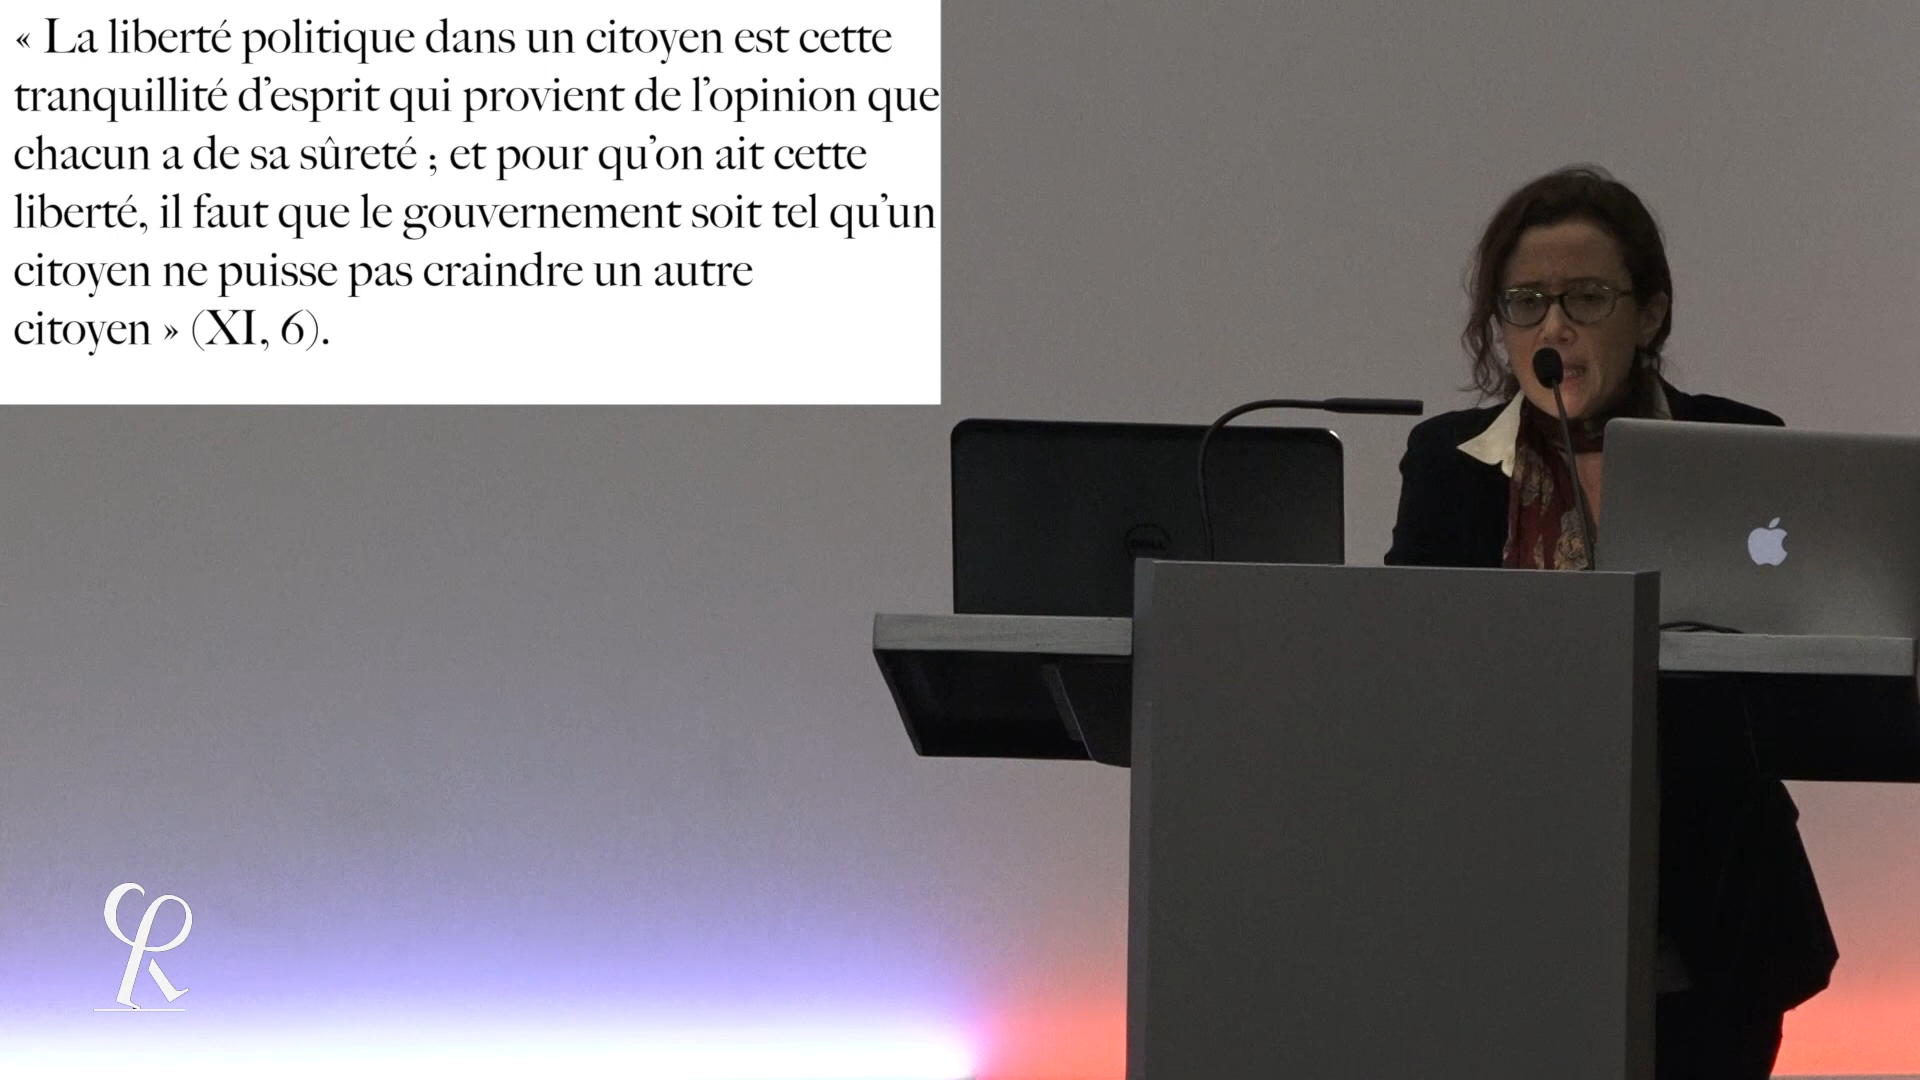 « La liberté politique dans un citoyen est cette
tranquillité d’esprit qui provient de l’opinion que
chacun a de sa sûreté ; et pour qu’on ait cette
liberté, il faut que le gouvernement soit tel qu’un
citoyen ne puisse pas craindre un autre
citoyen » (XI, 6).
DELL